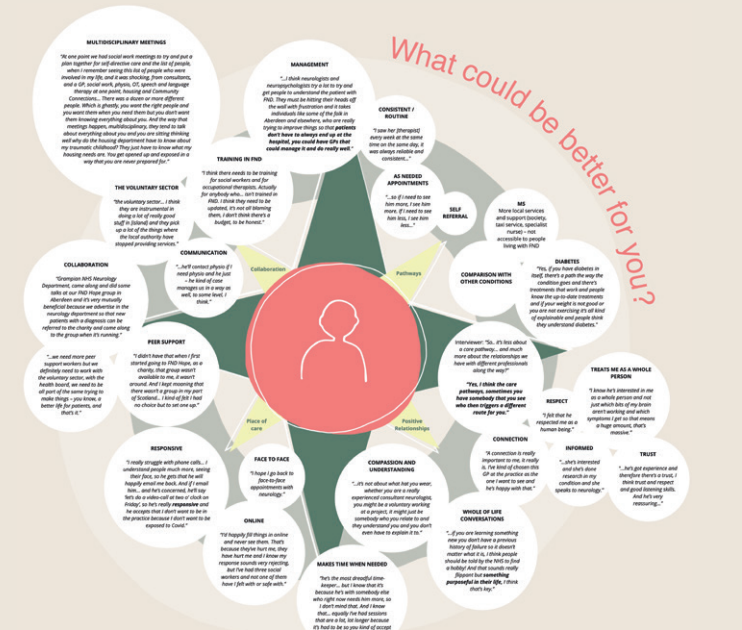 What could be better for you?
MULTIDISCIPLINARY MEETINGS
"At one point we had social work meetings to try and put a
plan together for self-directive care and the list of people,
when I remember seeing this list of people who were
involved in my life, and it was shocking, from consultants,
and a GP, social work, physio, OT, speech and language
therapy at one point, housing and Community
Connections... There was a dozen or more different
people. Which is ghastly, you want the right people and
you want them when you need them but you don't want
them knowing everything about you. And the way that
meetings happen, multidisciplinary, they tend to talk
about everything about you and you are sitting thinking
well why do the housing department have to know about
my traumatic childhood? They just have to know what my
housing needs are. You get opened up and exposed in a
way that you are never prepared for."
MANAGEMENT
"...I think neurologists and
neuropsychologists try a lot to try and
get people to understand the patient with
FND. They must be hitting their heads off
the wall with frustration and it takes
individuals like some of the folk in
Aberdeen and elsewhere, who are really
trying to improve things so that patients
don't have to always end up at the
hospital, you could have GPs that
could manage it and do really well."
CONSISTENT /
ROUTINE
"I saw her [therapist]
every week at the same
time on the same day, it
was always reliable and
consistent..."
TRAINING IN FND
"I think there needs to be training
for social workers and for
occupational therapists. Actually
for anybody who... isn't trained in
FND. I think they need to be
updated, it's not all blaming
them, I don't think there's a
budget, to be honest."
AS NEEDED
APPOINTMENTS
"...so if I need to see
him more, I see him
more. If I need to see
him less, I see him
less..."
SELF
REFERRAL
THE VOLUNTARY SECTOR
"the voluntary sector... I think
they are instrumental in
doing a lot of really good
stuff in [island] and they pick
up a lot of the things where
the local authority have
stopped providing services."
MS
More local services
and support (society,
taxi service, specialist
nurses) – not
accessible to people
living with FND
COMMUNICATION
"...he'll contact physio if I
need physio and he just
– he kind of case
manages us in a way as
well, to some level, I
think."
Collaboration
Pathways
COMPARISON WITH
OTHER CONDITIONS
DIABETES
"Yes, if you have diabetes in
itself, there's a path the way the
condition goes and there's
treatments that work and people
know the up-to-date treatments
and if your weight is not good or
you are not exercising it's all kind
of explainable and people think
they understand diabetes."
COLLABORATION
"Grampian NHS Neurology
Department, came along and did some
talks at our FND Hope group in
Aberdeen and it's very mutually
beneficial because we advertise in the
neurology department so that new
patients with a diagnosis can be
referred to the charity and come along
to the group when it's running."
"...we need more peer
support workers but we
definitely need to work with
the voluntary sector, with the
health board, we need to be
all part of the same trying to
make things – you know, a
better life for patients, and
that's it."
PEER SUPPORT
"I didn't have that when I first
started going to FND Hope, as a
charity, that group wasn't
available to me, it wasn't
around. And I kept moaning that
there wasn't a group in my part
of Scotland... I kind of felt I had
no choice but to set one up."
Interviewer: "So.. it's less about
a care pathway... and much
more about the relationships we
have with different professionals
along the way?"
"Yes, I think the care
pathways, sometimes you
have somebody that you see
who then triggers a different
route for you."
TREATS ME AS A WHOLE
PERSON
"I know he's interested in me
as a whole person and not
just which bits of my brain
aren't working and which
symptoms I get so that means
a huge amount, that's
massive."
RESPECT
"I felt that he
respected me as a
human being."
Place of
care
Positive
Relationships
CONNECTION
"A connection is really
important to me, it really
is. I've kind of chosen this
GP at the practice as the
one I want to see and
he's happy with that."
INFORMED
"...she's interested
and she's done
research in my
condition and she
speaks to neurology."
TRUST
"...he's got experience and
therefore there's a trust, I
think trust and respect
and good listening skills.
And he's very
reassuring..."
RESPONSIVE
"I really struggle with phone calls... I
understand people much more, seeing
their face, so he gets that he will
happily email me back. And if I email
him... and he's concerned, he'll say
'let's do a video-call at two o' clock on
Friday', so he's really responsive and
he accepts that I don't want to be in
the practice because I don't want to be
exposed to Covid."
FACE TO FACE
"I hope I go back to
face-to-face
appointments with
neurology."
COMPASSION AND
UNDERSTANDING
"...it's not about what hat you wear,
whether you are a really
experienced consultant neurologist,
you might be a voluntary working
at a project, it might just be
somebody who you relate to and
they understand you and you don't
even have to explain it to."
WHOLE OF LIFE
CONVERSATIONS
"...if you are learning something
new you don't have a previous
history of failure so it doesn't
matter what it is, I think people
should be told by the NHS to find
a hobby! And that sounds really
flippant but something
purposeful in their life, I think
that's key."
ONLINE
"I'd happily fill things in online
and never see them. That's
because they've hurt me, they
have hurt me and I know my
response sounds very rejecting,
but I've had three social
workers and not one of them
have I felt with or safe with."
MAKES TIME WHEN NEEDED
"he's the most dreadful time-
keeper... but I know that it's
because he's with somebody else
who right now needs him more, so
I don't mind that. And I know
that... equally I've had sessions
that are a lot, lot longer because
it's had to be so you kind of accept